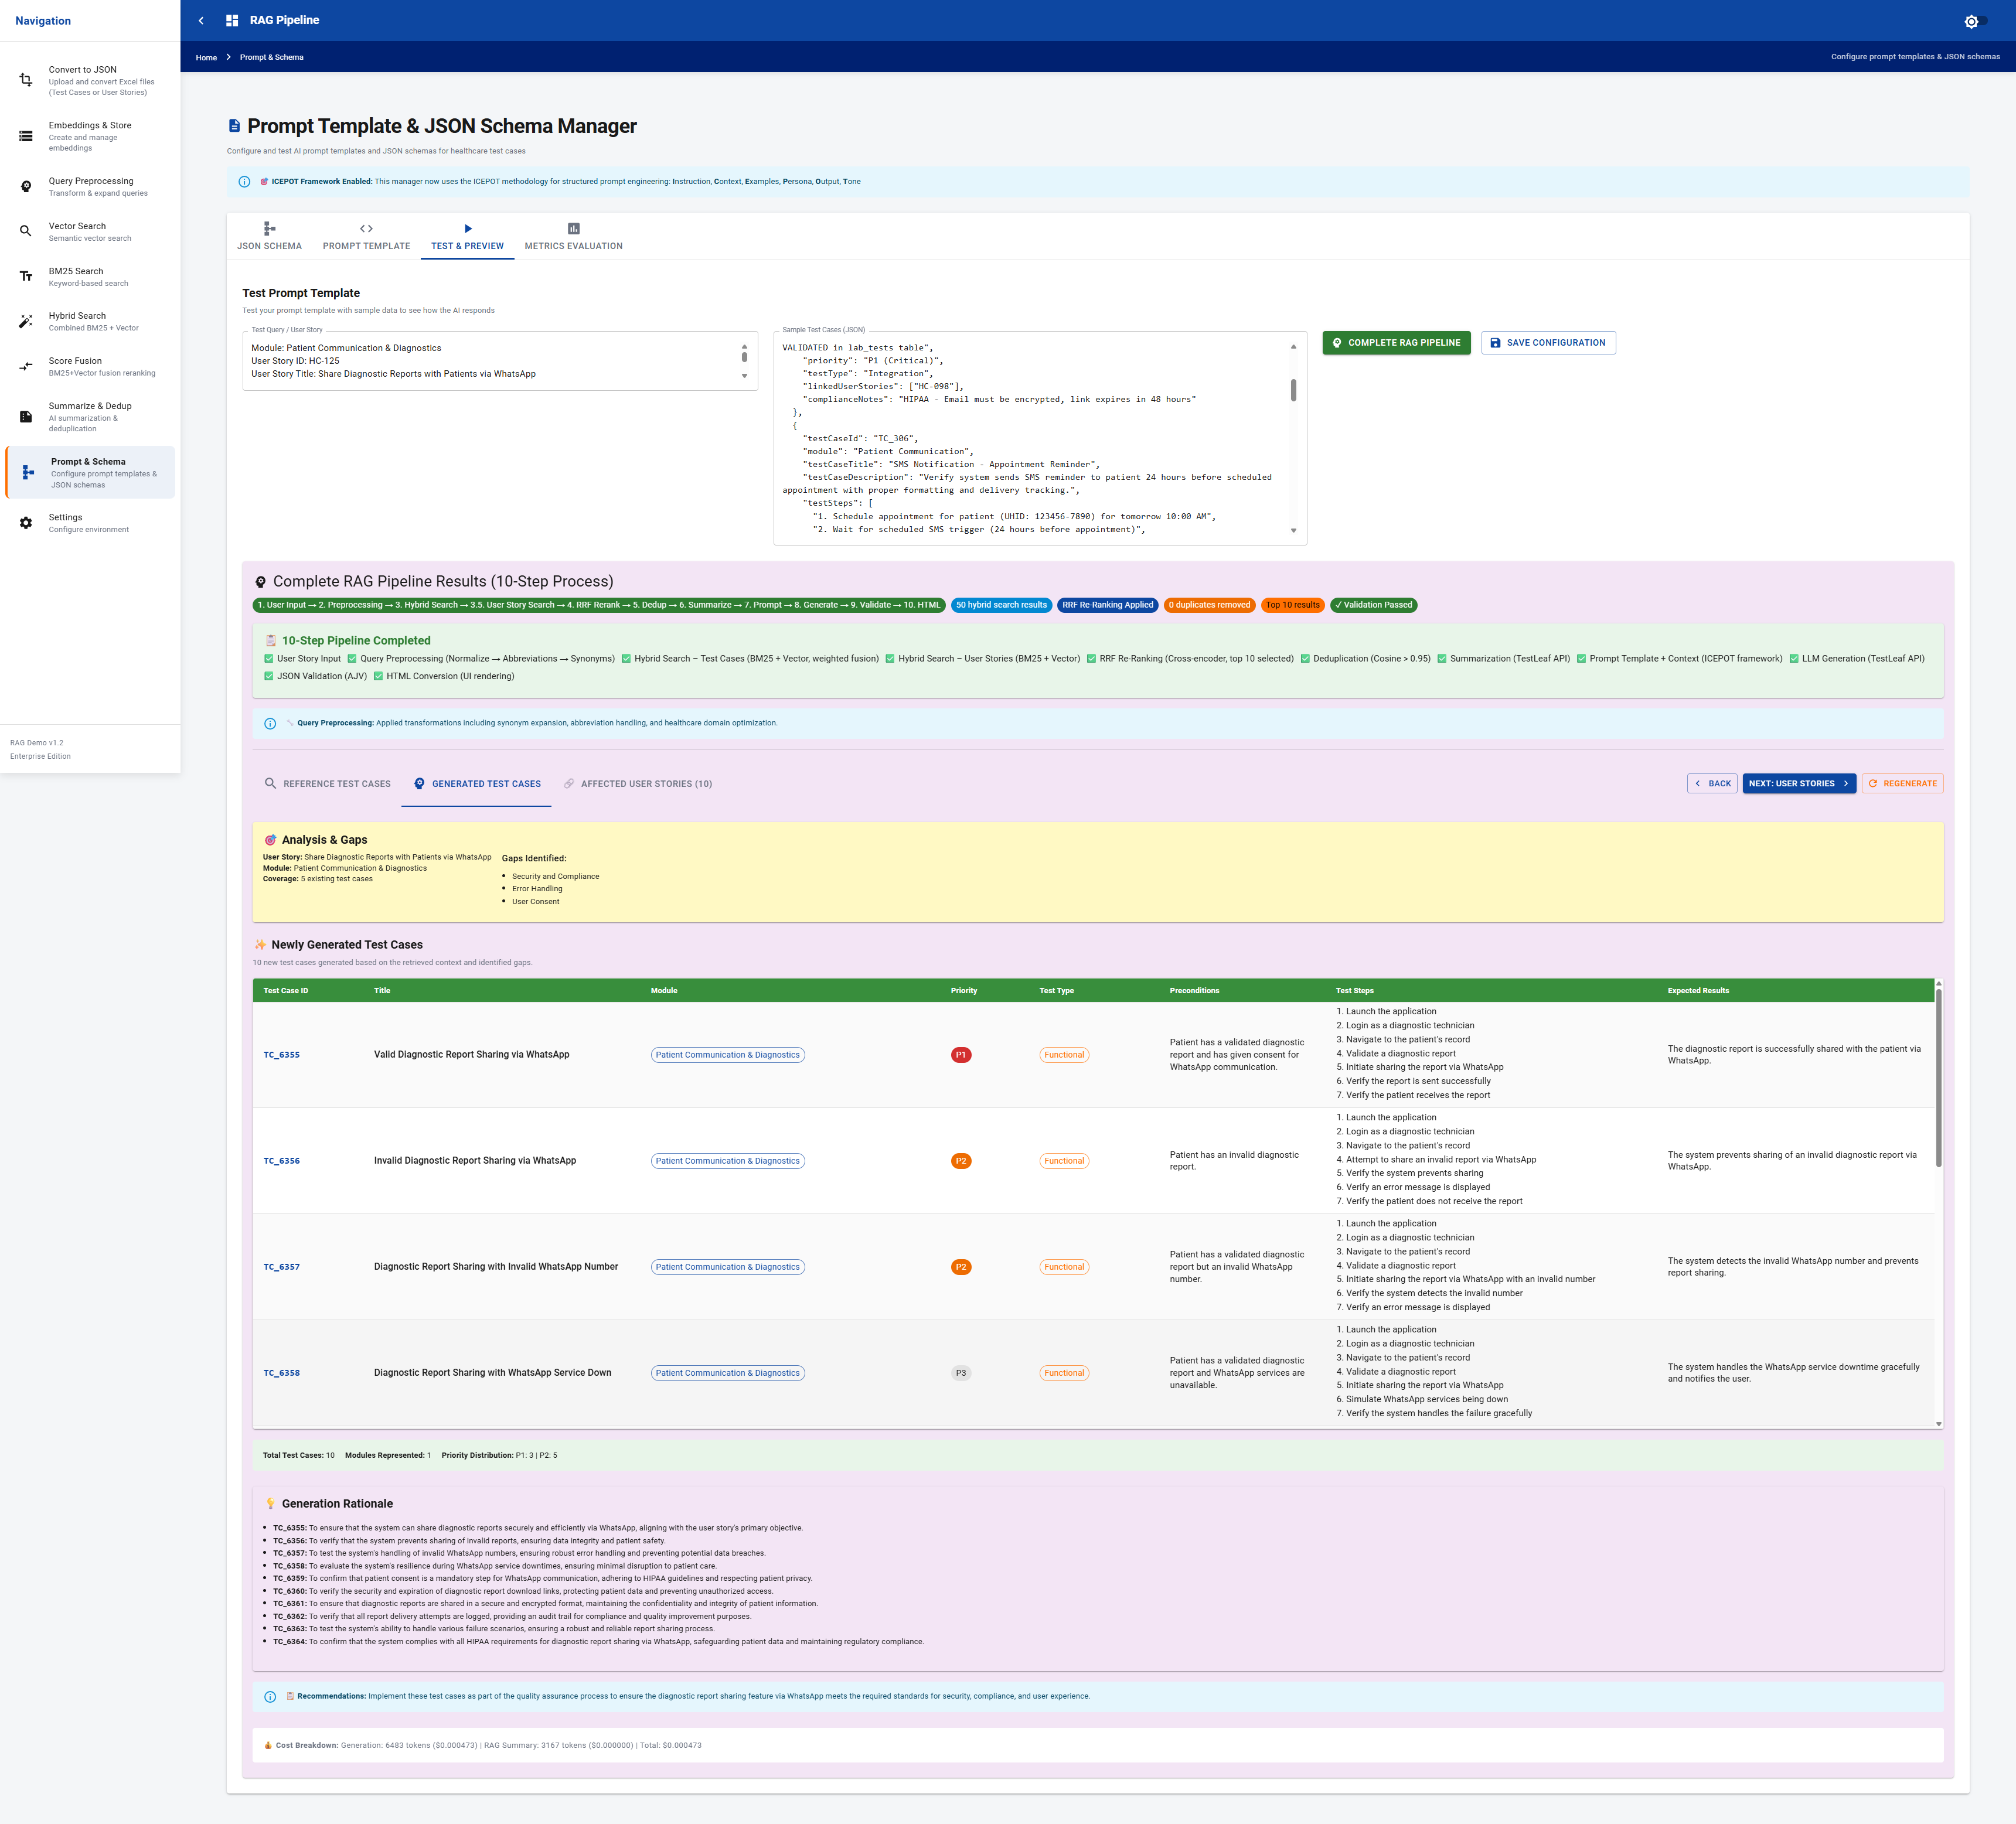 Navigation
Convert to JSON
Upload and convert Excel files
(Test Cases or User Stories)
Embeddings & Store
Create and manage
embeddings
Query Preprocessing
Transform & expand queries
Vector Search
Semantic vector search
BM25 Search
Keyword-based search
Hybrid Search
Combined BM25 + Vector
Score Fusion
BM25+Vector fusion reranking
Summarize & Dedup
AI summarization &
deduplication
Prompt & Schema
Configure prompt templates &
JSON schemas
Settings
Configure environment
RAG Demo v1.2
Enterprise Edition
RAG Pipeline
Home > Prompt & Schema
Configure prompt templates & JSON schemas
Prompt Template & JSON Schema Manager
Configure and test AI prompt templates and JSON schemas for healthcare test cases
🎯 ICEPOT Framework Enabled: This manager now uses the ICEPOT methodology for structured prompt engineering: Instruction, Context, Examples, Persona, Output, Tone
JSON SCHEMA
PROMPT TEMPLATE
TEST & PREVIEW
METRICS EVALUATION
Test Prompt Template
Test your prompt template with sample data to see how the AI responds
Test Query / User Story
Module: Patient Communication & Diagnostics
User Story ID: HC-125
User Story Title: Share Diagnostic Reports with Patients via WhatsApp
Sample Test Cases (JSON)
VALIDATED in lab_tests table",
"priority": "P1 (Critical)",
"testType": "Integration",
"linkedUserStories": ["HC-098"],
"complianceNotes": "HIPAA - Email must be encrypted, link expires in 48 hours"
},
{
"testCaseId": "TC_306",
"module": "Patient Communication",
"testCaseTitle": "SMS Notification - Appointment Reminder",
"testCaseDescription": "Verify system sends SMS reminder to patient 24 hours before scheduled
appointment with proper formatting and delivery tracking.",
"testSteps": [
"1. Schedule appointment for patient (UHID: 123456-7890) for tomorrow 10:00 AM",
"2. Wait for scheduled SMS trigger (24 hours before appointment)",
COMPLETE RAG PIPELINE
SAVE CONFIGURATION
Complete RAG Pipeline Results (10-Step Process)
1. User Input → 2. Preprocessing → 3. Hybrid Search → 3.5. User Story Search → 4. RRF Rerank → 5. Dedup → 6. Summarize → 7. Prompt → 8. Generate → 9. Validate → 10. HTML
50 hybrid search results
RRF Re-Ranking Applied
0 duplicates removed
Top 10 results
✓ Validation Passed
📋 10-Step Pipeline Completed
✅ User Story Input ✅ Query Preprocessing (Normalize → Abbreviations → Synonyms) ✅ Hybrid Search – Test Cases (BM25 + Vector, weighted fusion) ✅ Hybrid Search – User Stories (BM25 + Vector) ✅ RRF Re-Ranking (Cross-encoder, top 10 selected) ✅ Deduplication (Cosine > 0.95) ✅ Summarization (TestLeaf API) ✅ Prompt Template + Context (ICEPOT framework) ✅ LLM Generation (TestLeaf API)
✅ JSON Validation (AJV) ✅ HTML Conversion (UI rendering)
🔧 Query Preprocessing: Applied transformations including synonym expansion, abbreviation handling, and healthcare domain optimization.
REFERENCE TEST CASES
GENERATED TEST CASES
AFFECTED USER STORIES (10)
BACK
NEXT: USER STORIES
REGENERATE
🎯 Analysis & Gaps
User Story: Share Diagnostic Reports with Patients via WhatsApp
Module: Patient Communication & Diagnostics
Coverage: 5 existing test cases
Gaps Identified:
• Security and Compliance
• Error Handling
• User Consent
✨ Newly Generated Test Cases
10 new test cases generated based on the retrieved context and identified gaps.
Test Case ID Title Module Priority Test Type Preconditions Test Steps Expected Results
TC_6355
Valid Diagnostic Report Sharing via WhatsApp
Patient Communication & Diagnostics
P1
Functional
Patient has a validated diagnostic
report and has given consent for
WhatsApp communication.
1. Launch the application
2. Login as a diagnostic technician
3. Navigate to the patient's record
4. Validate a diagnostic report
5. Initiate sharing the report via WhatsApp
6. Verify the report is sent successfully
7. Verify the patient receives the report
The diagnostic report is successfully shared with the patient via
WhatsApp.
TC_6356
Invalid Diagnostic Report Sharing via WhatsApp
Patient Communication & Diagnostics
P2
Functional
Patient has an invalid diagnostic
report.
1. Launch the application
2. Login as a diagnostic technician
3. Navigate to the patient's record
4. Attempt to share an invalid report via WhatsApp
5. Verify the system prevents sharing
6. Verify an error message is displayed
7. Verify the patient does not receive the report
The system prevents sharing of an invalid diagnostic report via
WhatsApp.
TC_6357
Diagnostic Report Sharing with Invalid WhatsApp Number
Patient Communication & Diagnostics
P2
Functional
Patient has a validated diagnostic
report but an invalid WhatsApp
number.
1. Launch the application
2. Login as a diagnostic technician
3. Navigate to the patient's record
4. Validate a diagnostic report
5. Initiate sharing the report via WhatsApp with an invalid number
6. Verify the system detects the invalid number
7. Verify an error message is displayed
The system detects the invalid WhatsApp number and prevents
report sharing.
TC_6358
Diagnostic Report Sharing with WhatsApp Service Down
Patient Communication & Diagnostics
P3
Functional
Patient has a validated diagnostic
report and WhatsApp services are
unavailable.
1. Launch the application
2. Login as a diagnostic technician
3. Navigate to the patient's record
4. Validate a diagnostic report
5. Initiate sharing the report via WhatsApp
6. Simulate WhatsApp services being down
7. Verify the system handles the failure gracefully
The system handles the WhatsApp service downtime gracefully
and notifies the user.
Total Test Cases: 10 Modules Represented: 1 Priority Distribution: P1: 3 | P2: 5
💡 Generation Rationale
• TC_6355: To ensure that the system can share diagnostic reports securely and efficiently via WhatsApp, aligning with the user story's primary objective.
• TC_6356: To verify that the system prevents sharing of invalid reports, ensuring data integrity and patient safety.
• TC_6357: To test the system's handling of invalid WhatsApp numbers, ensuring robust error handling and preventing potential data breaches.
• TC_6358: To evaluate the system's resilience during WhatsApp service downtimes, ensuring minimal disruption to patient care.
• TC_6359: To confirm that patient consent is a mandatory step for WhatsApp communication, adhering to HIPAA guidelines and respecting patient privacy.
• TC_6360: To verify the security and expiration of diagnostic report download links, protecting patient data and preventing unauthorized access.
• TC_6361: To ensure that diagnostic reports are shared in a secure and encrypted format, maintaining the confidentiality and integrity of patient information.
• TC_6362: To verify that all report delivery attempts are logged, providing an audit trail for compliance and quality improvement purposes.
• TC_6363: To test the system's ability to handle various failure scenarios, ensuring a robust and reliable report sharing process.
• TC_6364: To confirm that the system complies with all HIPAA requirements for diagnostic report sharing via WhatsApp, safeguarding patient data and maintaining regulatory compliance.
📋 Recommendations: Implement these test cases as part of the quality assurance process to ensure the diagnostic report sharing feature via WhatsApp meets the required standards for security, compliance, and user experience.
💰 Cost Breakdown: Generation: 6483 tokens ($0.000473) | RAG Summary: 3167 tokens ($0.000000) | Total: $0.000473